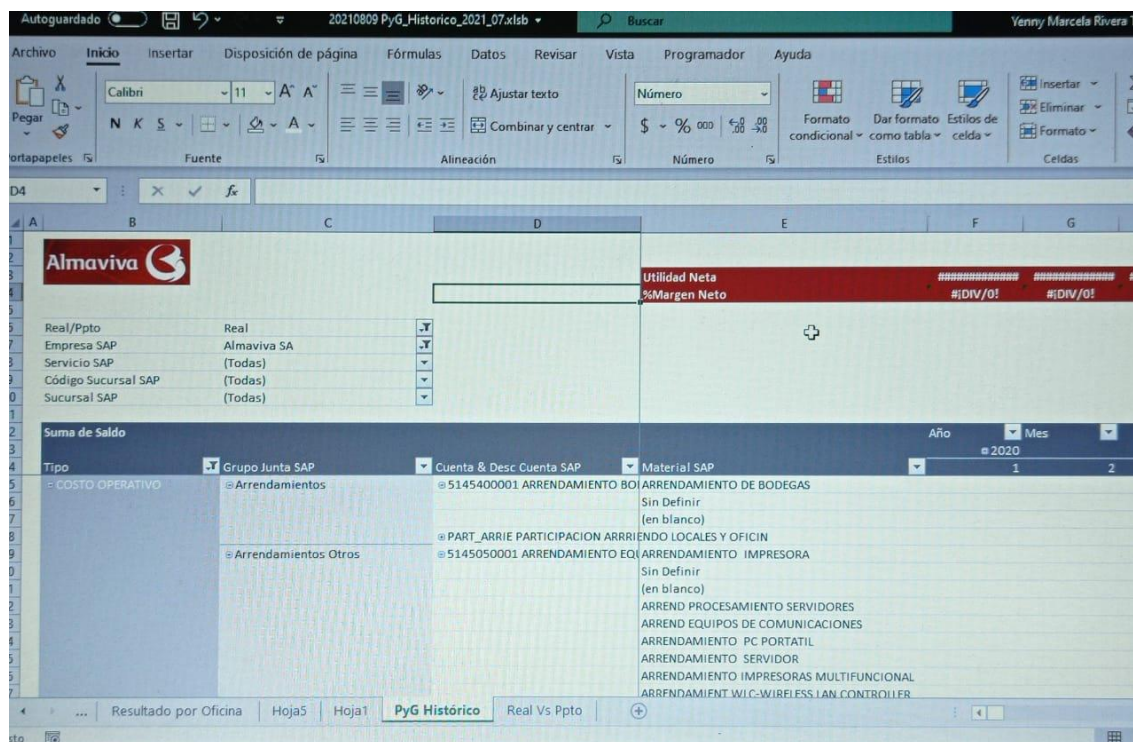 Autoguardado 20210809 PyG_Historico_2021_07.xlsb Buscar Yenny Marcela Rivera
Archivo Inicio Insertar Disposición de página Fórmulas Datos Revisar Vista Programador Ayuda
Pegar
Calibri 11 A^ A˅ Ajustar texto Número Insertar
Eliminar
N K S A Combinar y centrar $ % 000 Formato condicional Dar formato como tabla Estilos de celda Formato
Fuente Alineación Número Estilos Celdas
D4 fx
A B C D E F G
Almaviva
Utilidad Neta ############# #############
%Margen Neto #¡DIV/0! #¡DIV/0!
Real/Ppto Real
Empresa SAP Almaviva SA
Servicio SAP (Todas)
Código Sucursal SAP (Todas)
Sucursal SAP (Todas)
Suma de Saldo Año Mes
2020
Tipo Grupo Junta SAP Cuenta & Desc Cuenta SAP Material SAP 1 2
COSTO OPERATIVO Arrendamientos 5145400001 ARRENDAMIENTO ARRENDAMIENTO DE BODEGAS
Sin Definir
(en blanco)
PART_ARRIE PARTICIPACION ARRRIENDO LOCALES Y OFICIN
Arrendamientos Otros 5145050001 ARRENDAMIENTO ARRENDAMIENTO IMPRESORA
Sin Definir
(en blanco)
ARREND PROCESAMIENTO SERVIDORES
ARREND EQUIPOS DE COMUNICACIONES
ARRENDAMIENTO PC PORTATIL
ARRENDAMIENTO SERVIDOR
ARRENDAMIENTO IMPRESORAS MULTIFUNCIONAL
ARRENDAMIENT WLC-WIRELESS LAN CONTROLLER
... Resultado por Oficina Hoja5 Hoja1 PyG Histórico Real Vs Ppto